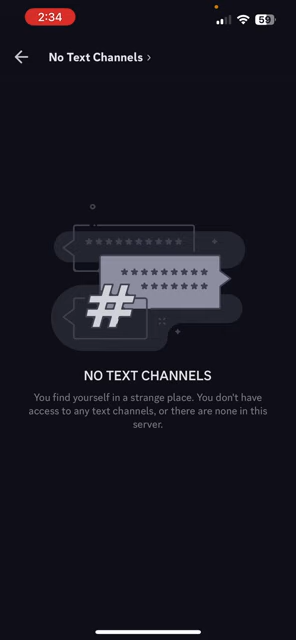 2:34
59
No Text Channels
#
NO TEXT CHANNELS
You find yourself in a strange place. You don't have
access to any text channels, or there are none in this
server.